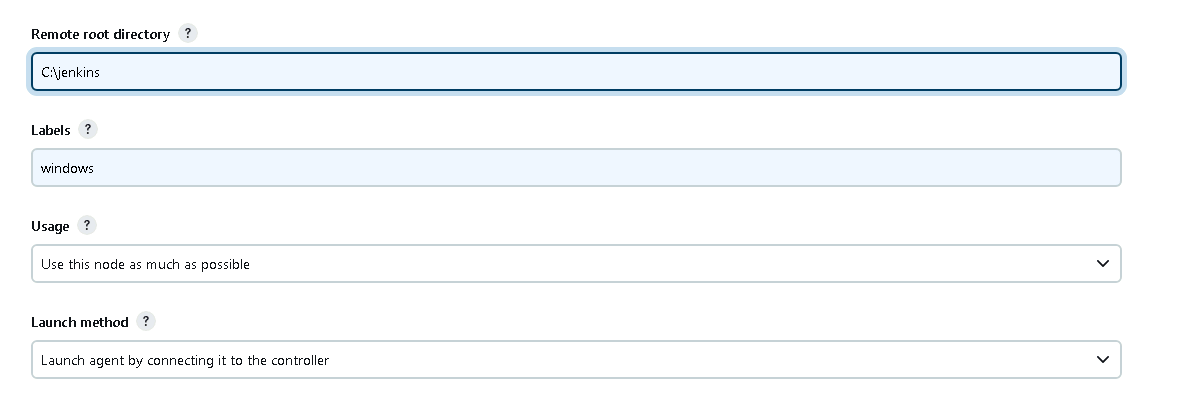 Remote root directory ?
C:\jenkins
Labels ?
windows
Usage ?
Use this node as much as possible
Launch method ?
Launch agent by connecting it to the controller